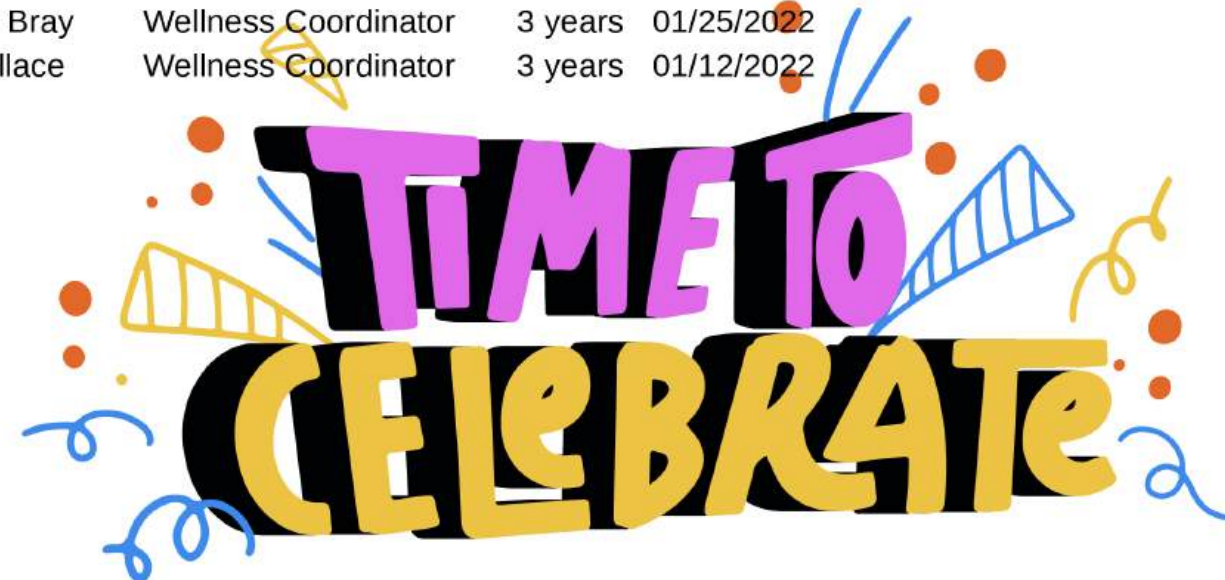 Bray Wellness Coordinator 3 years 01/25/2022
llace Wellness Coordinator 3 years 01/12/2022
TiME TO
CELeBRATe